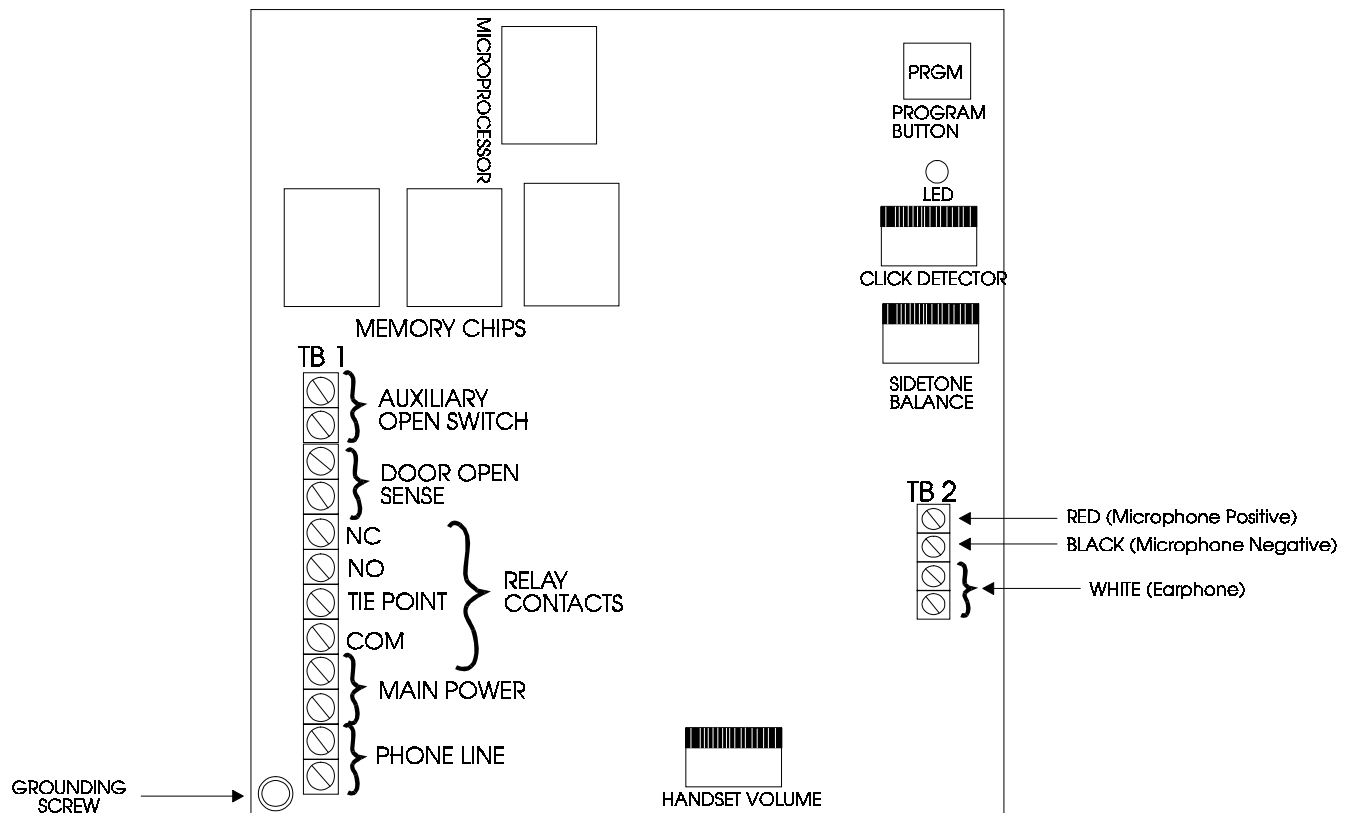 MICROPROCESSOR
PRGM
PROGRAM
BUTTON
LED
CLICK DETECTOR
MEMORY CHIPS
SIDETONE
BALANCE
TB 1
AUXILIARY
OPEN SWITCH
DOOR OPEN
SENSE
NC
NO
TIE POINT
COM
RELAY
CONTACTS
MAIN POWER
PHONE LINE
TB 2
RED (Microphone Positive)
BLACK (Microphone Negative)
WHITE (Earphone)
GROUNDING
SCREW
HANDSET VOLUME